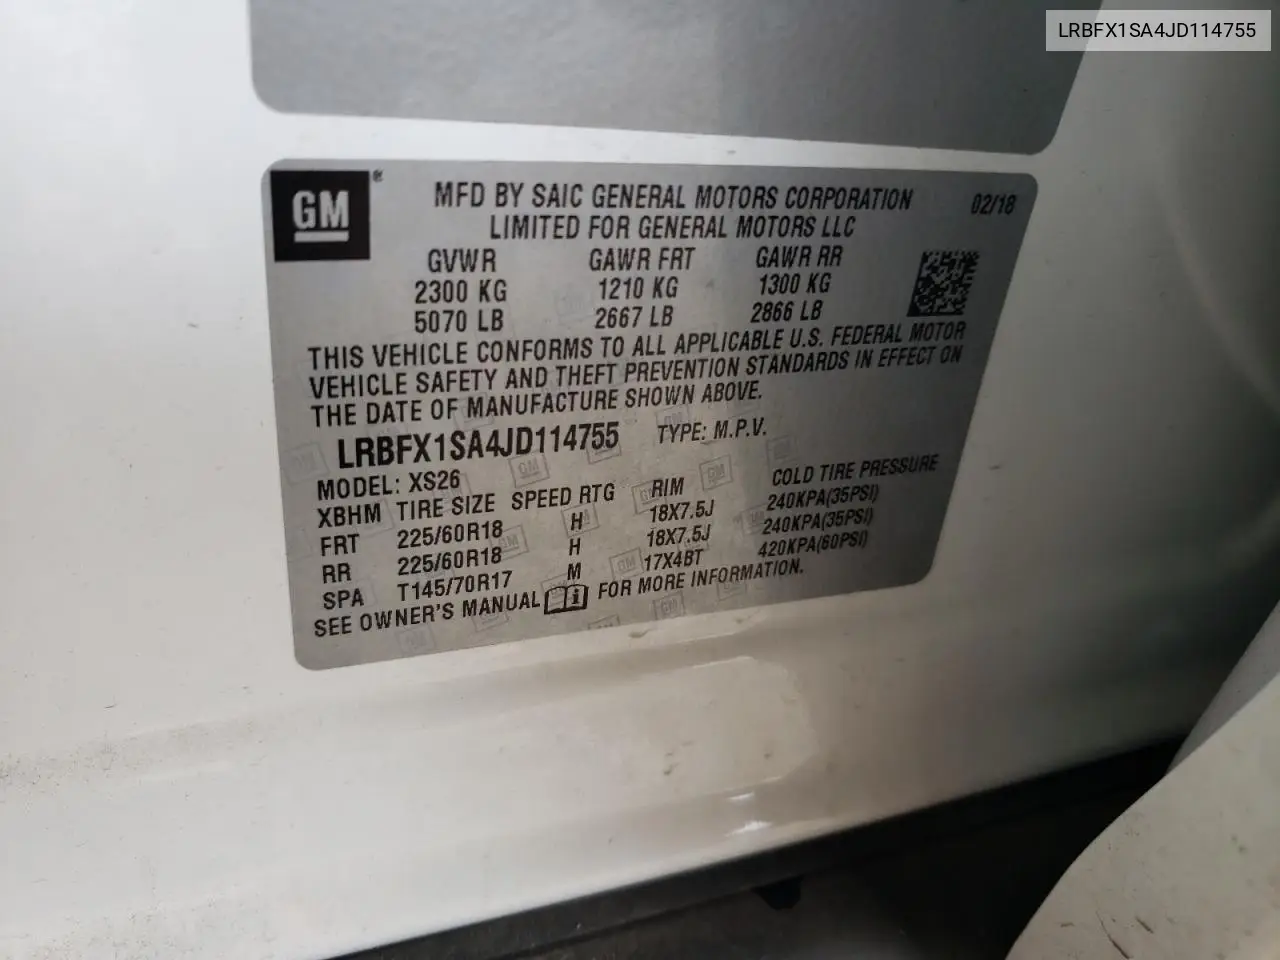 LRBFX1SA4JD114755
GM ®
MFD BY SAIC GENERAL MOTORS CORPORATION 02/18
LIMITED FOR GENERAL MOTORS LLC
GVWR GAWR FRT GAWR RR
2300 KG 1210 KG 1300 KG
5070 LB 2667 LB 2866 LB
THIS VEHICLE CONFORMS TO ALL APPLICABLE U.S. FEDERAL MOTOR
VEHICLE SAFETY AND THEFT PREVENTION STANDARDS IN EFFECT ON
THE DATE OF MANUFACTURE SHOWN ABOVE.
LRBFX1SA4JD114755 TYPE: M.P.V.
MODEL: XS26
XBHM TIRE SIZE SPEED RTG RIM COLD TIRE PRESSURE
FRT 225/60R18 H 18X7.5J 240KPA(35PSI)
RR 225/60R18 H 18X7.5J 240KPA(35PSI)
SPA T145/70R17 M 17X4BT 420KPA(60PSI)
SEE OWNER'S MANUAL i FOR MORE INFORMATION.